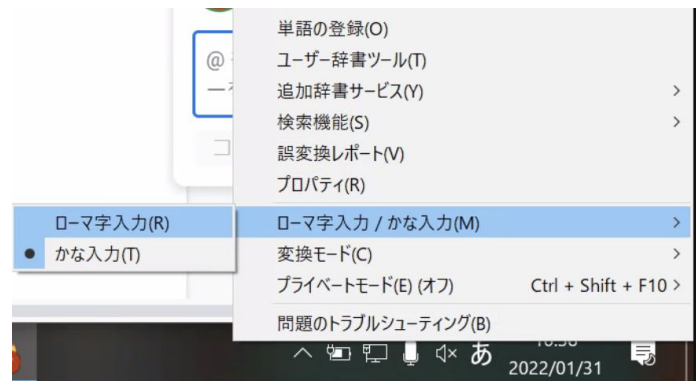 単語の登録(O)
ユーザー辞書ツール(T)
追加辞書サービス(Y)
検索機能(S)
誤変換レポート(V)
プロパティ(R)
ローマ字入力(R)
ローマ字入力 / かな入力(M)
かな入力(T)
変換モード(C)
プライベートモード(E) (オフ) Ctrl + Shift + F10
問題のトラブルシューティング(B)
あ
2022/01/31